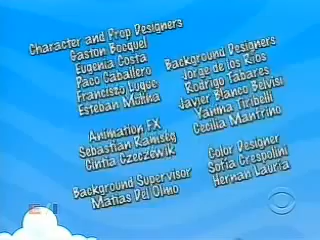 Character and Prop Designers
Gaston Bocquel
Eugenia Costa
Paco Caballero
Francisco Luque
Esteban Molina
Animation FX
Sebastian Ramseg
Cintia Czeczewik
Background Supervisor
Matias Del Olmo
Background Designers
Jorge de los Rios
Rodrigo Tabares
Javier Blanco Belvisi
Yanina Tiribelli
Cecilia Mantrino
Color Designer
Sofia Crespolini
Hernan Lauria